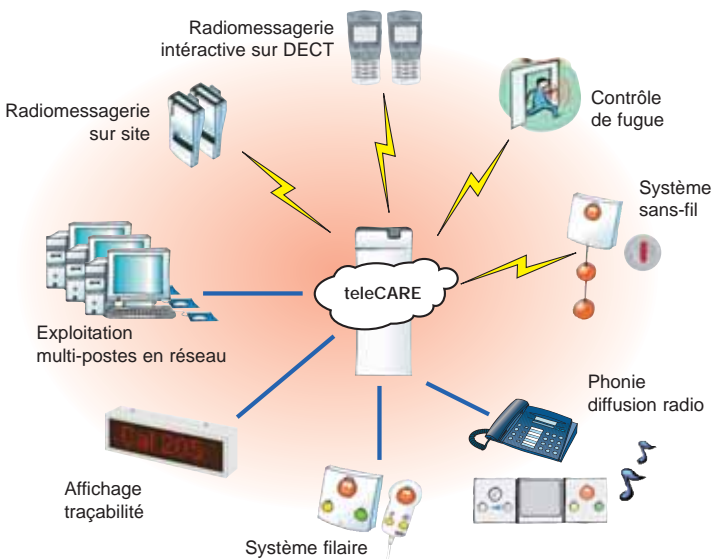 Radiomessagerie
intéractive sur DECT
Radiomessagerie
sur site
Contrôle
de fugue
Système
sans-fil
teleCARE
Exploitation
multi-postes en réseau
Phonie
diffusion radio
Affichage
traçabilité
Système filaire